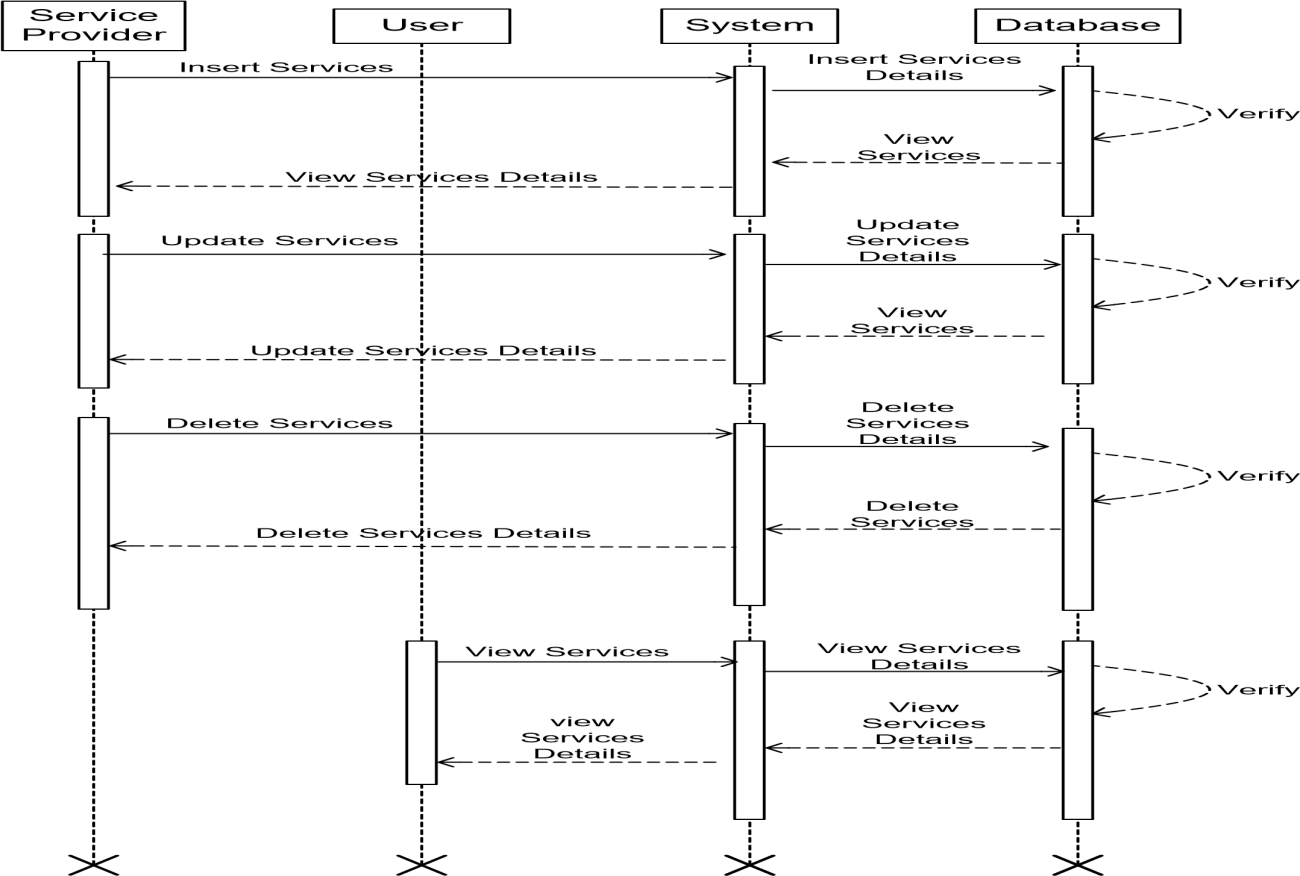 Service
Provider
User
System
Database
Insert Services
Insert Services
Details
Verify
View
Services
View Services Details
Update Services
Update
Services
Details
Verify
View
Services
Update Services Details
Delete Services
Delete
Services
Details
Verify
Delete
Services
Delete Services Details
View Services
View Services
Details
Verify
View
Services
Details
view
Services
Details